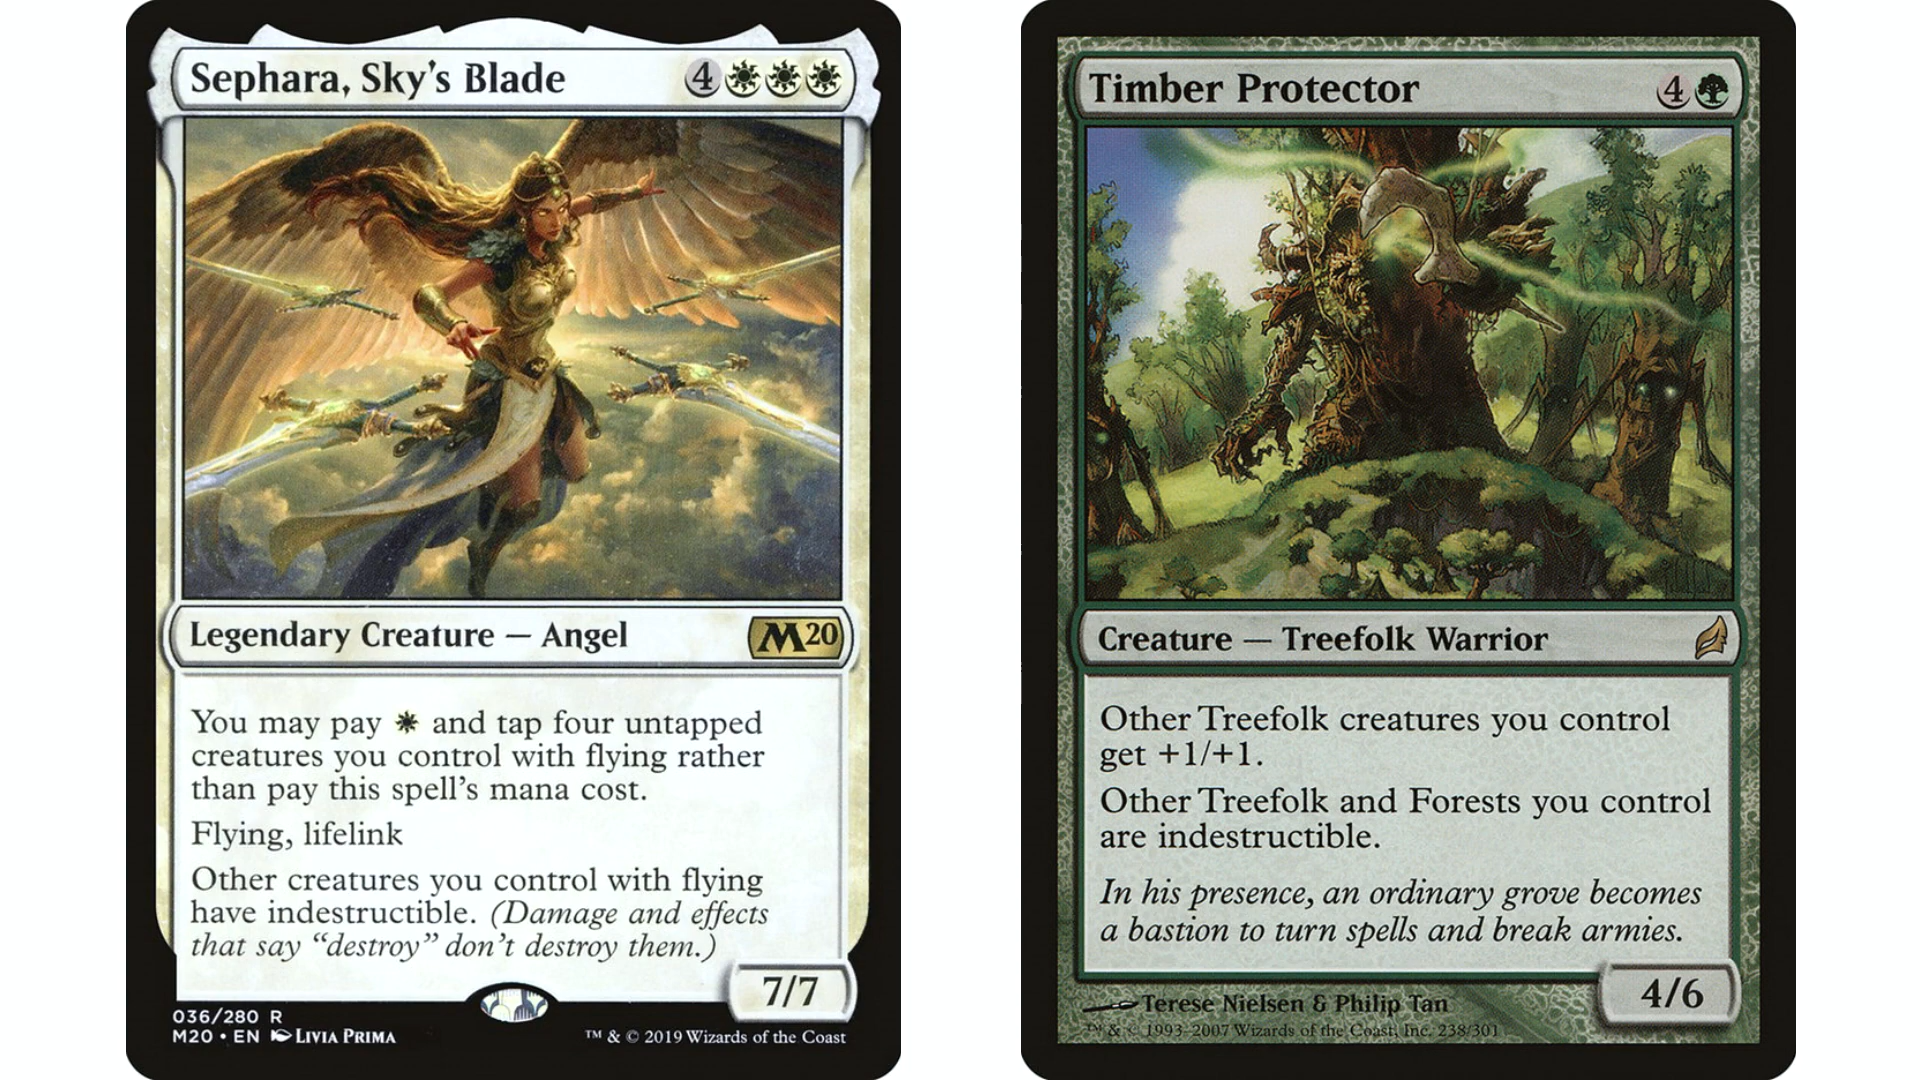 Sephara, Sky's Blade
4
Legendary Creature — Angel
M20
You may pay and tap four untapped
creatures you control with flying rather
than pay this spell's mana cost.
Flying, lifelink
Other creatures you control with flying
have indestructible. (Damage and effects
that say "destroy" don't destroy them.)
7/7
036/280 R
M20 • EN LIVIA PRIMA
™ & © 2019 Wizards of the Coast
Timber Protector
4
Creature — Treefolk Warrior
Other Treefolk creatures you control
get +1/+1.
Other Treefolk and Forests you control
are indestructible.
In his presence, an ordinary grove becomes
a bastion to turn spells and break armies.
4/6
Terese Nielsen & Philip Tan
™ & © 1993–2007 Wizards of the Coast, Inc. 238/301